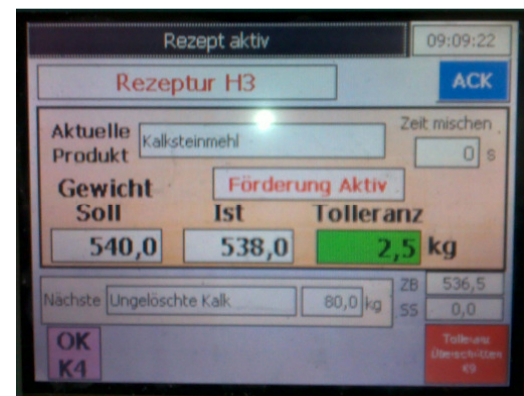 Rezept aktiv 09:09:22
Rezeptur H3 ACK
Aktuelle Produkt Kalksteinmehl Zeit mischen 0 s
Gewicht Förderung Aktiv
Soll Ist Tolleranz
540,0 538,0 2,5 kg
Nächste Ungelöschte Kalk 80,0 kg ZB 536,5
SS 0,0
OK
K4
Tolleranz
Überschitten
K9